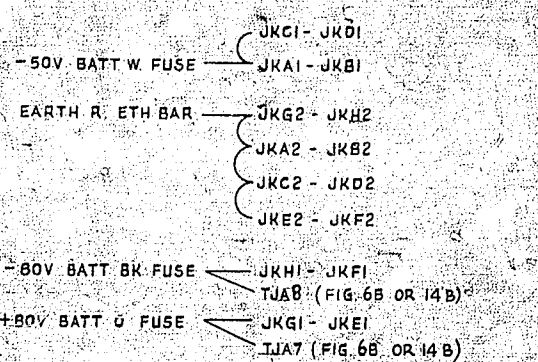 JKC1 - JKD1
-50V BATT W. FUSE JKA1 - JKB1
EARTH R. ETH BAR JKG2 - JKH2
JKA2 - JKB2
JKC2 - JKD2
JKE2 - JKF2
-80V BATT BK FUSE JKH1 - JKF1
TJA8 (FIG. 6B OR 14B)
+80V BATT O FUSE JKG1 - JKE1
TJA7 (FIG. 6B OR 14B)